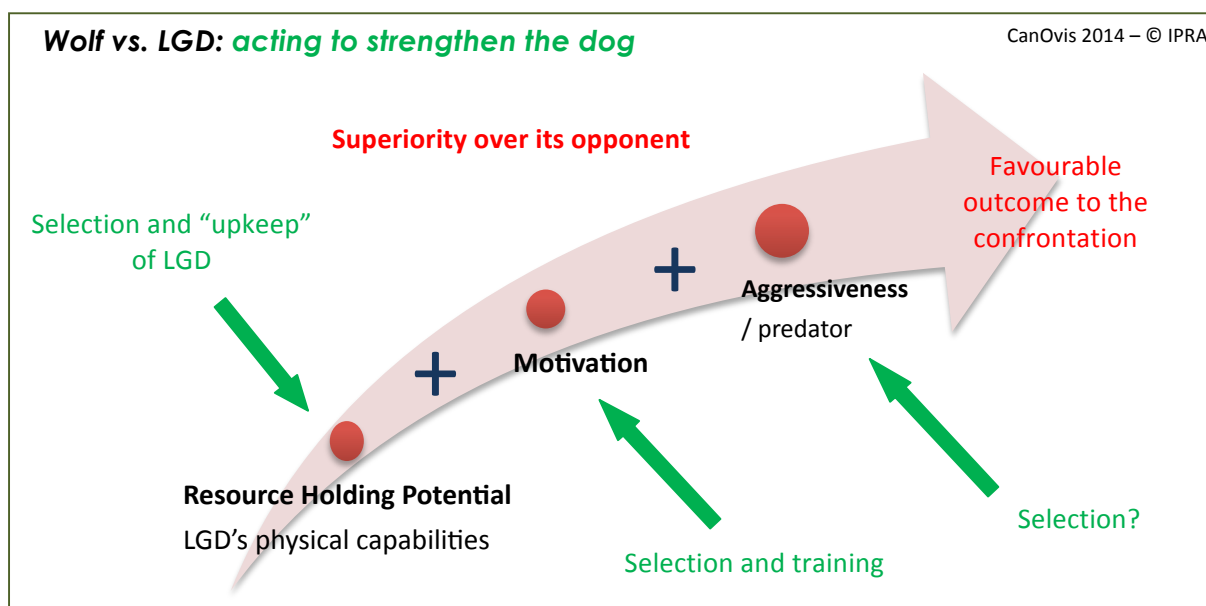 Wolf vs. LGD: acting to strengthen the dog
CanOvis 2014 – © IPRA
Superiority over its opponent
Favourable
outcome to the
confrontation
Selection and “upkeep”
of LGD
+
Aggressiveness
/ predator
+
Motivation
Resource Holding Potential
LGD’s physical capabilities
Selection?
Selection and training